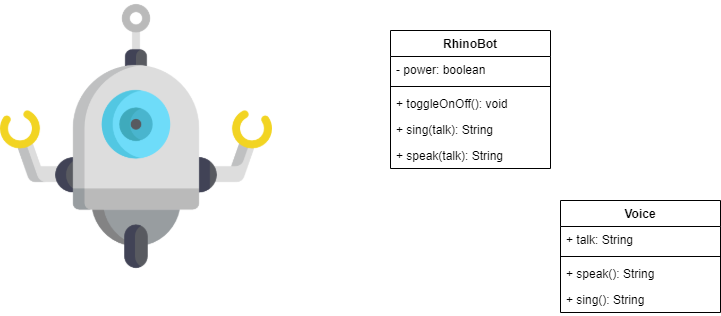 RhinoBot
- power: boolean
+ toggleOnOff(): void
+ sing(talk): String
+ speak(talk): String
Voice
+ talk: String
+ speak(): String
+ sing(): String